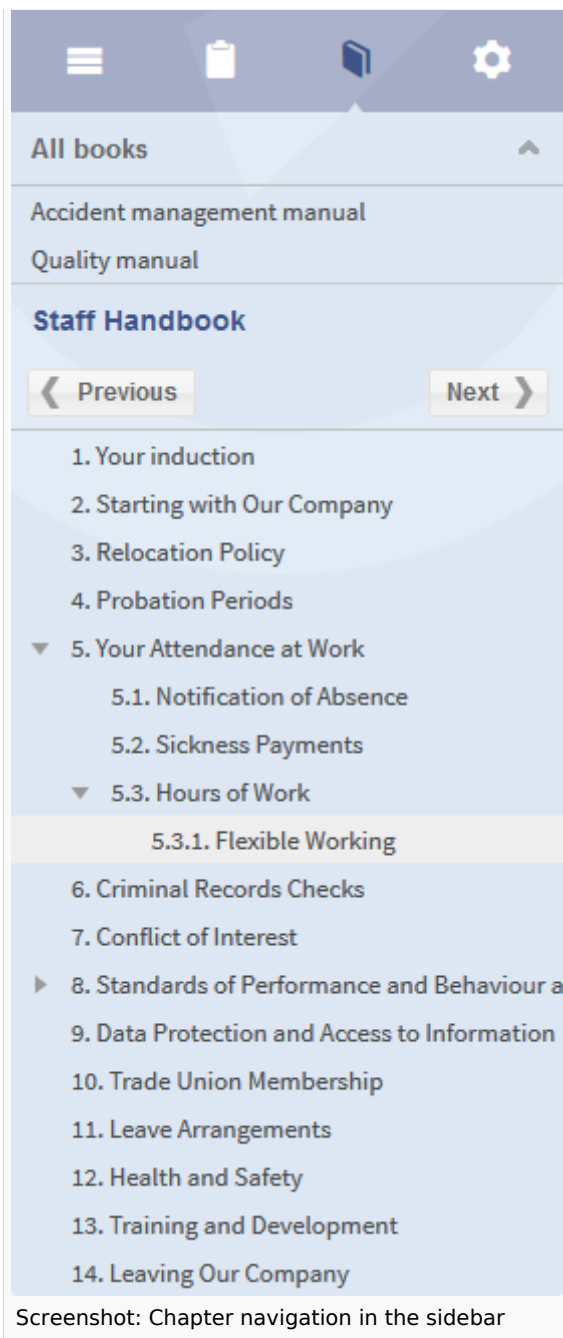 All books
Accident management manual
Quality manual
Staff Handbook
Previous Next
1. Your induction
2. Starting with Our Company
3. Relocation Policy
4. Probation Periods
5. Your Attendance at Work
5.1. Notification of Absence
5.2. Sickness Payments
5.3. Hours of Work
5.3.1. Flexible Working
6. Criminal Records Checks
7. Conflict of Interest
8. Standards of Performance and Behaviour a
9. Data Protection and Access to Information
10. Trade Union Membership
11. Leave Arrangements
12. Health and Safety
13. Training and Development
14. Leaving Our Company
Screenshot: Chapter navigation in the sidebar